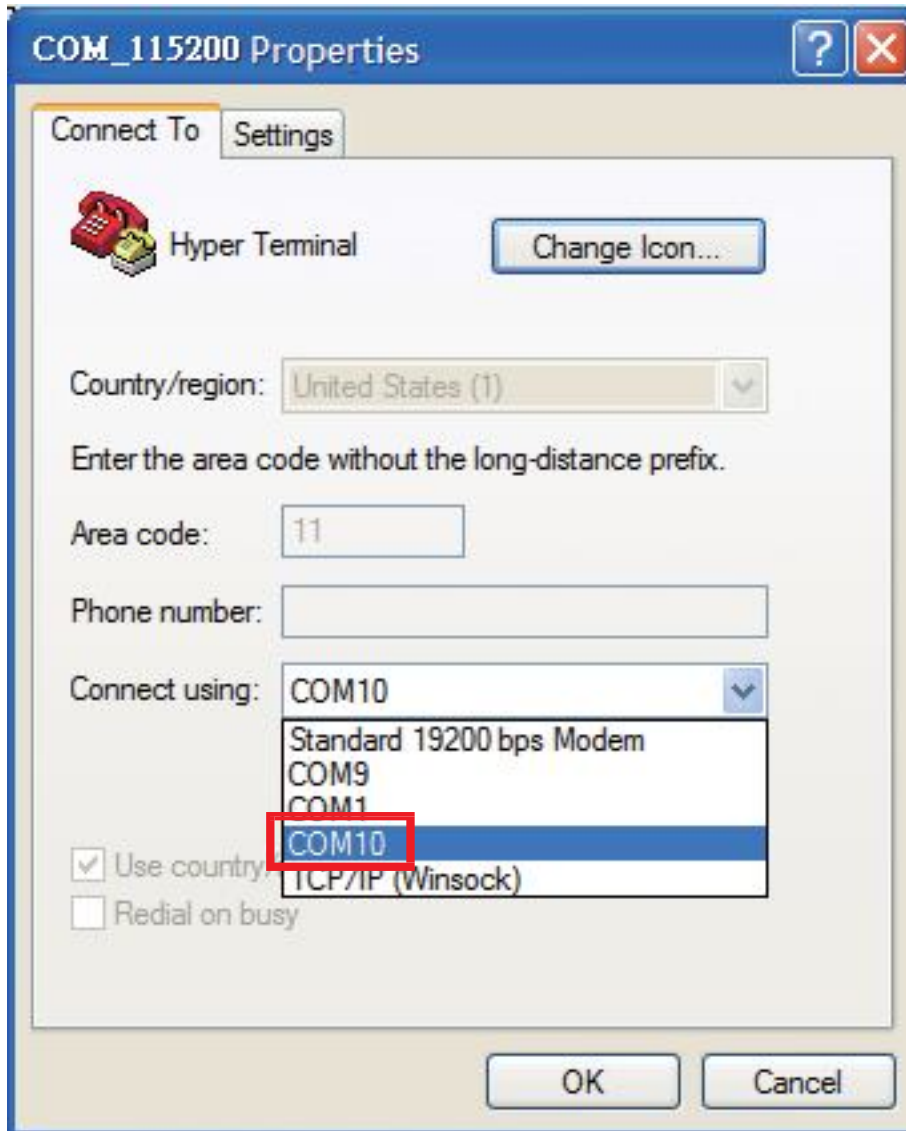 COM_115200 Properties
Connect To Settings
Hyper Terminal Change Icon...
Country/region: United States (1)
Enter the area code without the long-distance prefix.
Area code: 11
Phone number:
Connect using: COM10
Standard 19200 bps Modem
COM9
COM1
COM10
Use country/
TCP/IP (Winsock)
Redial on busy
OK Cancel